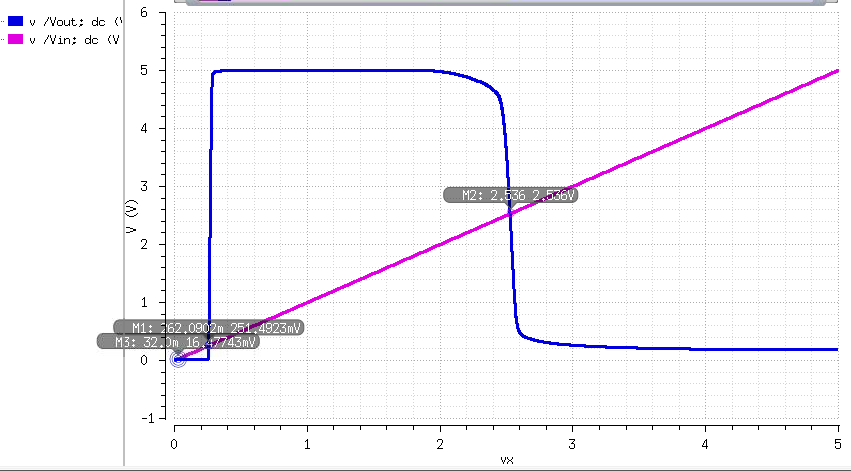 v /Vout; dc (V
v /Vin; dc (V
6
5
4
3
2
1
0
-1
V (V)
M2: 2.536 2.536V
M1: 262.0902m 251.4923mV
M3: 32.0m 16.47743mV
0
1
2
3
4
5
vx